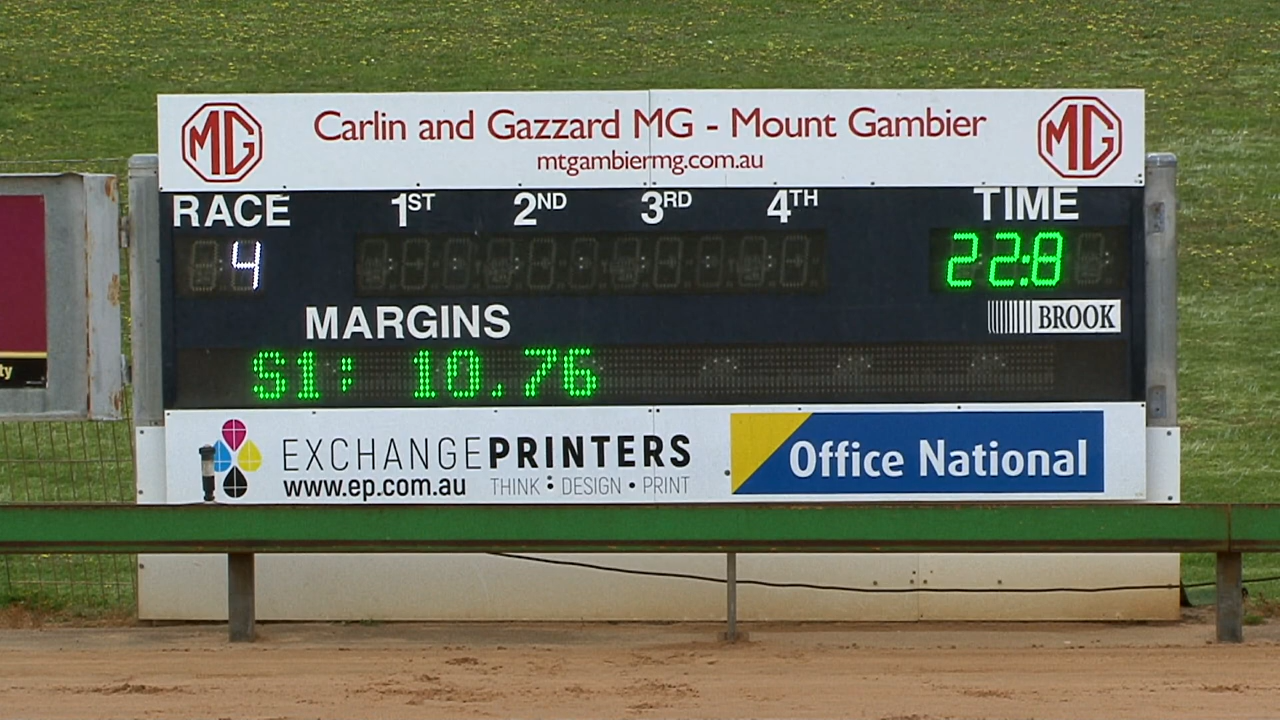 MG Carlin and Gazzard MG - Mount Gambier MG
mtgambiermg.com.au
RACE 1ST 2ND 3RD 4TH TIME
4 22:8
MARGINS BROOK
S1: 10.76
ty
EXCHANGEPRINTERS Office National
www.ep.com.au THINK : DESIGN • PRINT